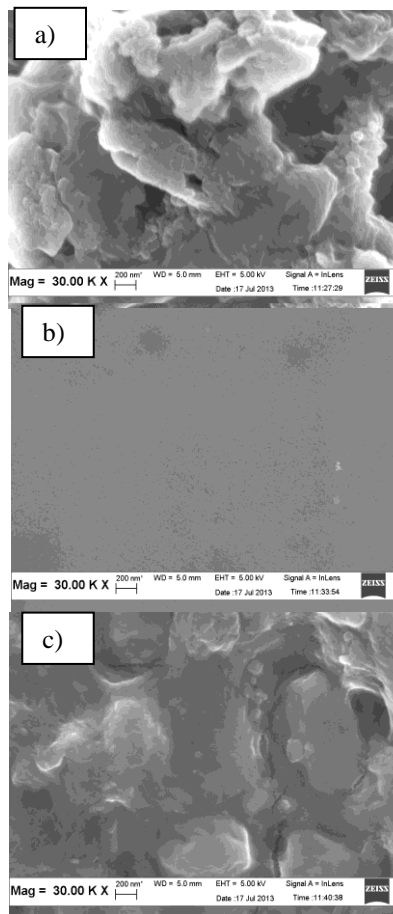 a)
Mag = 30.00 K X 200 nm* WD = 5.0 mm EHT = 5.00 kV Signal A = InLens ZEISS
Date :17 Jul 2013 Time :11:27:29
b)
Mag = 30.00 K X 200 nm* WD = 5.0 mm EHT = 5.00 kV Signal A = InLens ZEISS
Date :17 Jul 2013 Time :11:33:54
c)
Mag = 30.00 K X 200 nm* WD = 5.0 mm EHT = 5.00 kV Signal A = InLens ZEISS
Date :17 Jul 2013 Time :11:40:38